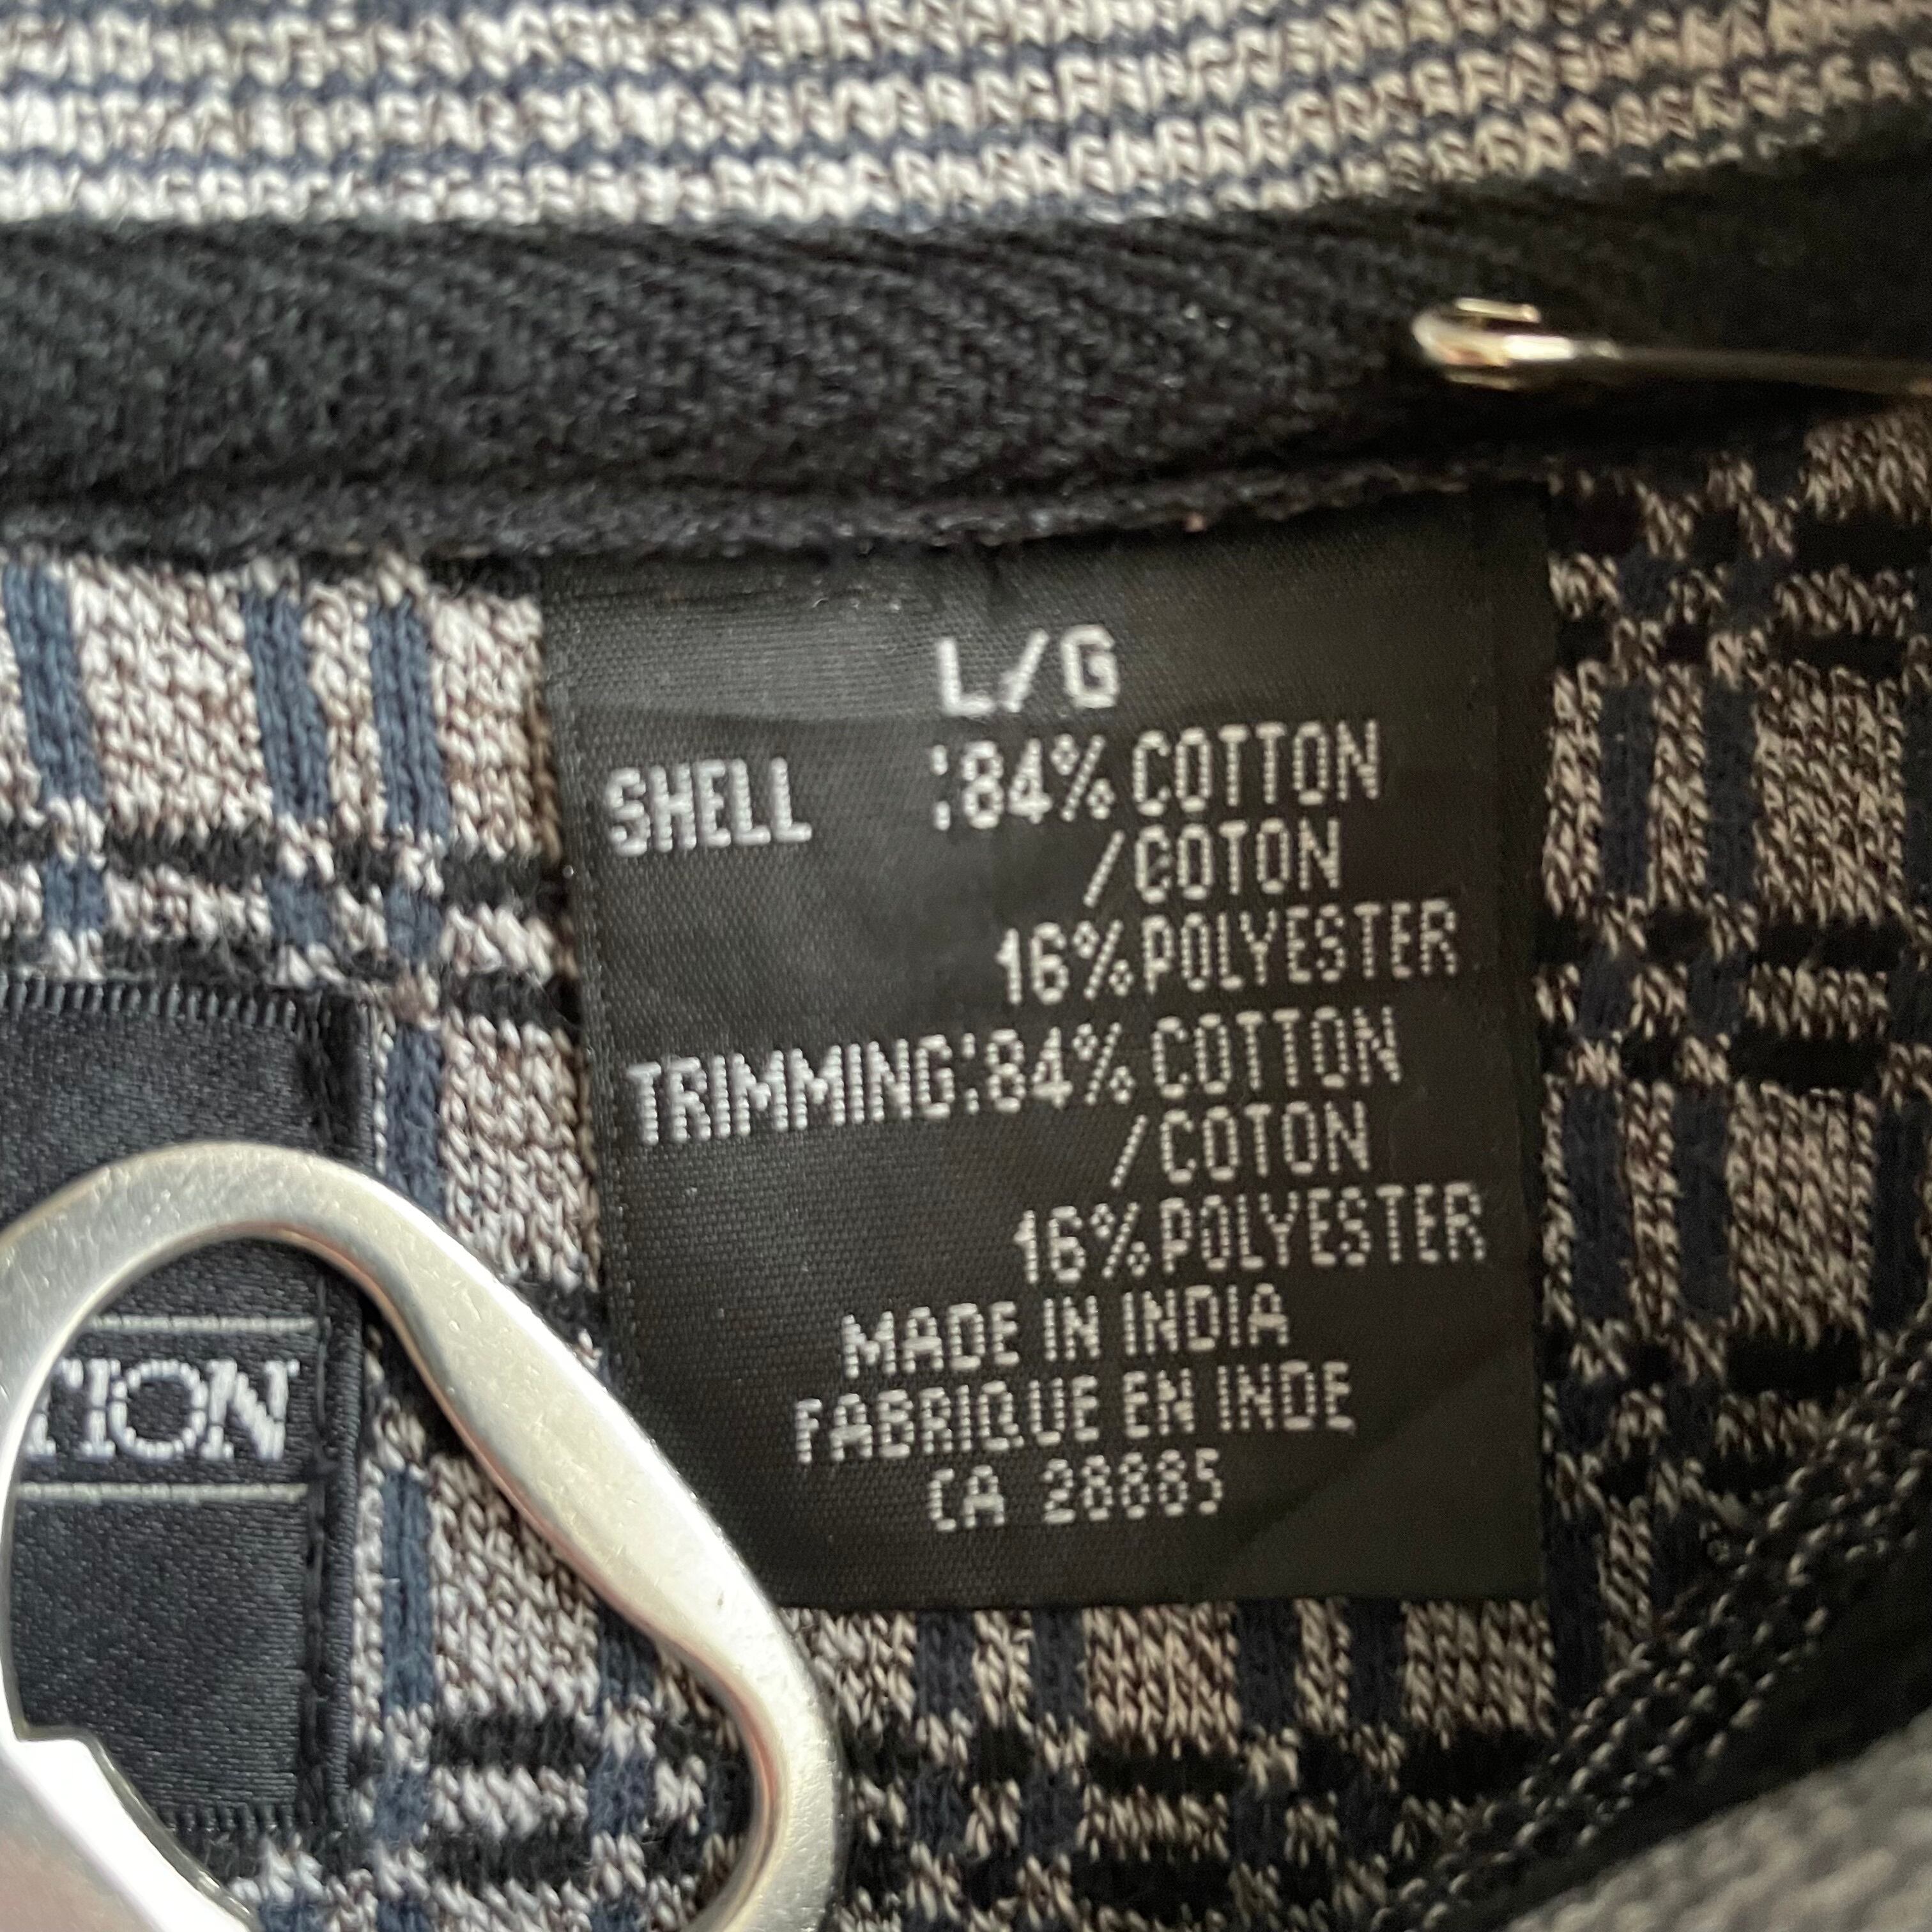 L/G
SHELL :84% COTTON
/COTON
16% POLYESTER
TRIMMING:84% COTTON
/COTON
16% POLYESTER
MADE IN INDIA
FABRIQUE EN INDE
CA 28885